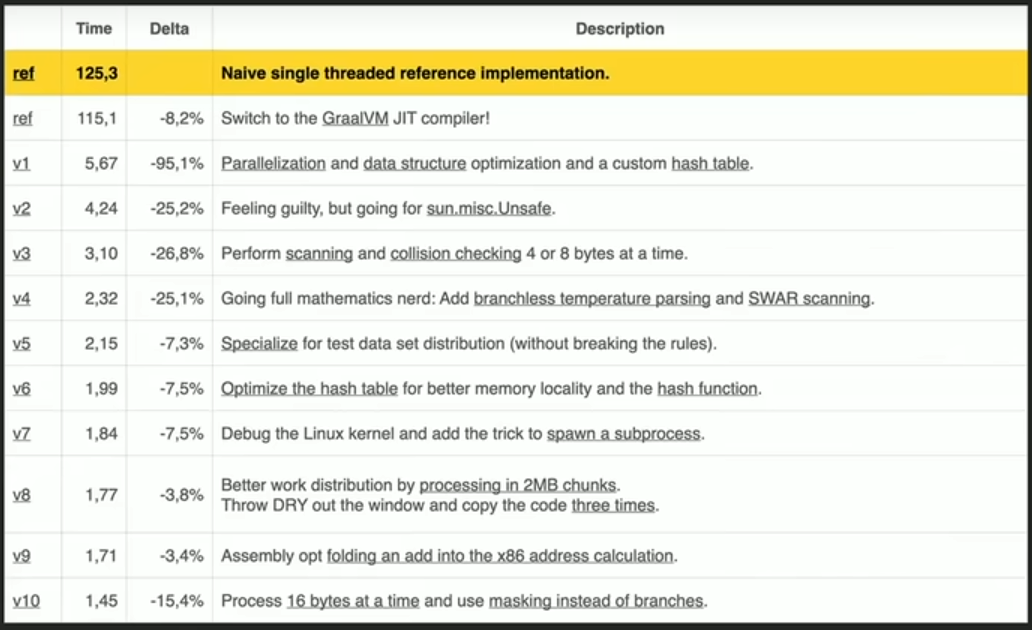 Time Delta Description
ref 125,3 Naive single threaded reference implementation.
ref 115,1 -8,2% Switch to the GraalVM JIT compiler!
v1 5,67 -95,1% Parallelization and data structure optimization and a custom hash table.
v2 4,24 -25,2% Feeling guilty, but going for sun.misc.Unsafe.
v3 3,10 -26,8% Perform scanning and collision checking 4 or 8 bytes at a time.
v4 2,32 -25,1% Going full mathematics nerd: Add branchless temperature parsing and SWAR scanning.
v5 2,15 -7,3% Specialize for test data set distribution (without breaking the rules).
v6 1,99 -7,5% Optimize the hash table for better memory locality and the hash function.
v7 1,84 -7,5% Debug the Linux kernel and add the trick to spawn a subprocess.
v8 1,77 -3,8% Better work distribution by processing in 2MB chunks.
Throw DRY out the window and copy the code three times.
v9 1,71 -3,4% Assembly opt folding an add into the x86 address calculation.
v10 1,45 -15,4% Process 16 bytes at a time and use masking instead of branches.